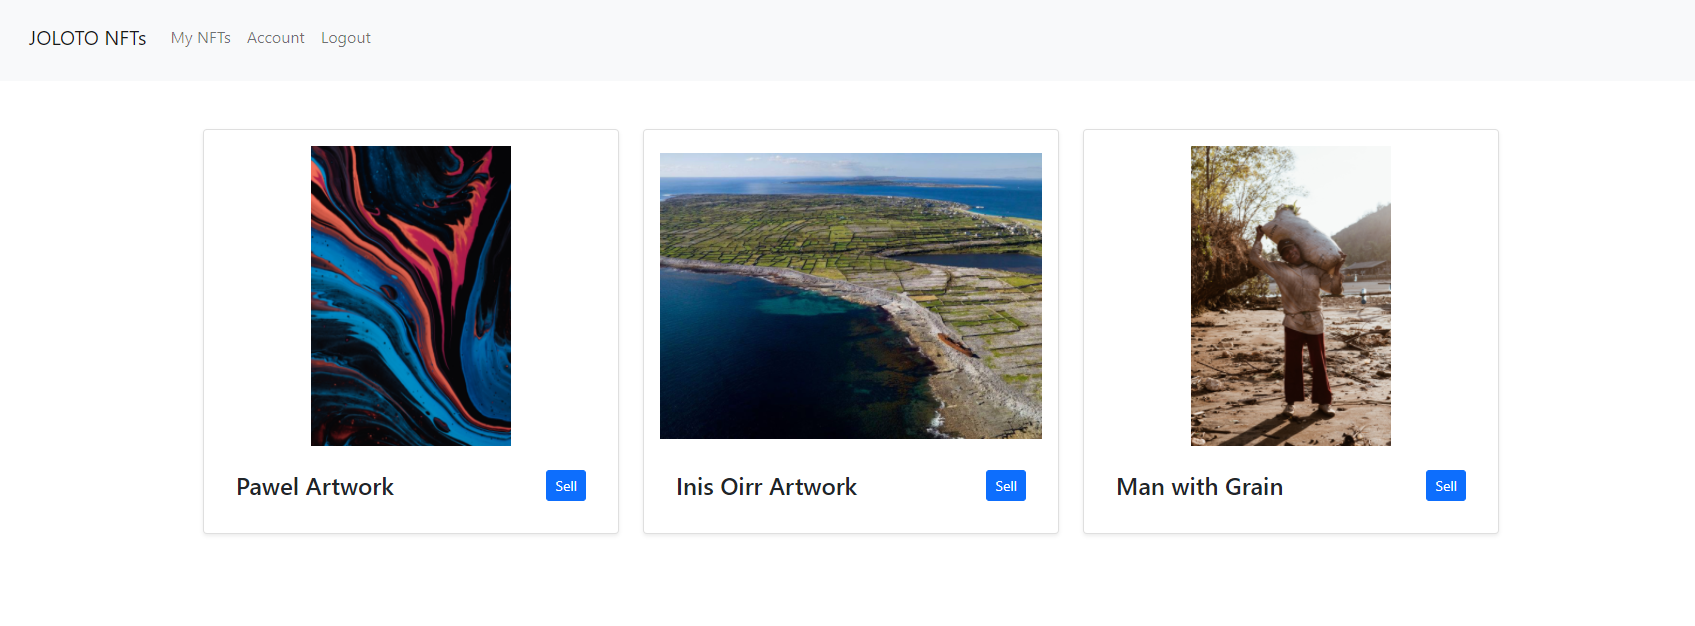 JOLOTO NFTs My NFTs Account Logout
Pawel Artwork Sell
Inis Oirr Artwork Sell
Man with Grain Sell